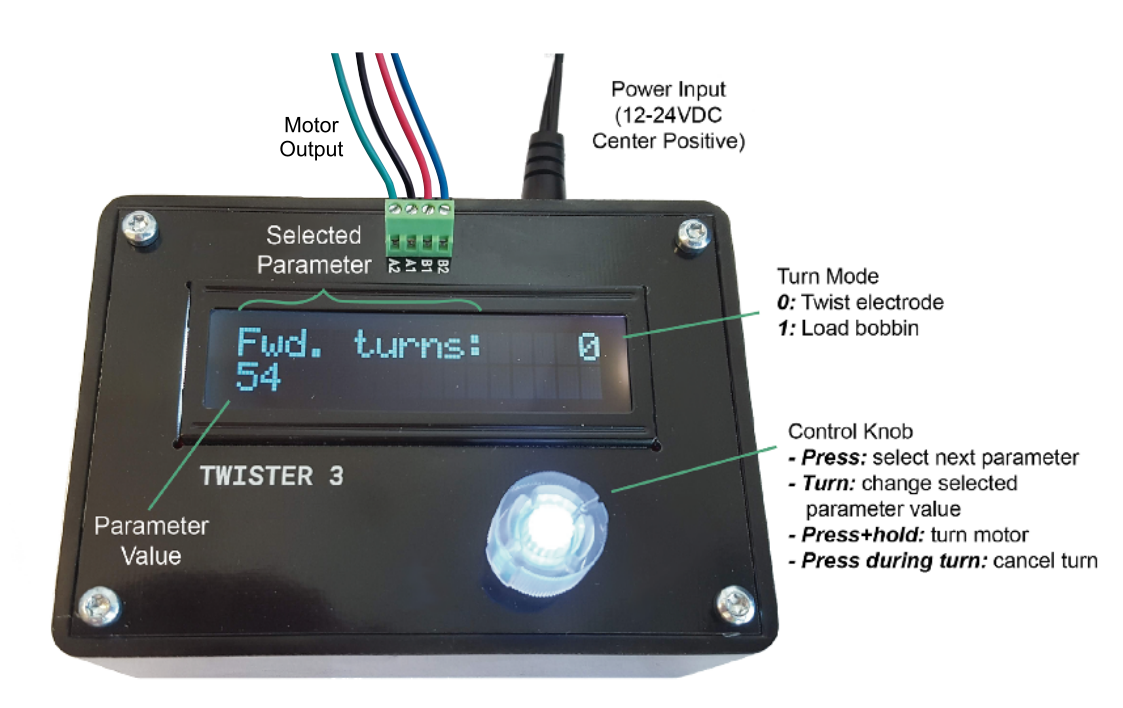 Motor
Output
Power Input
(12-24VDC
Center Positive)
Selected
Parameter
A2 A1 B1 B2
Fwd. turns: 0
54
Turn Mode
0: Twist electrode
1: Load bobbin
TWISTER 3
Parameter
Value
Control Knob
- Press: select next parameter
- Turn: change selected
parameter value
- Press+hold: turn motor
- Press during turn: cancel turn